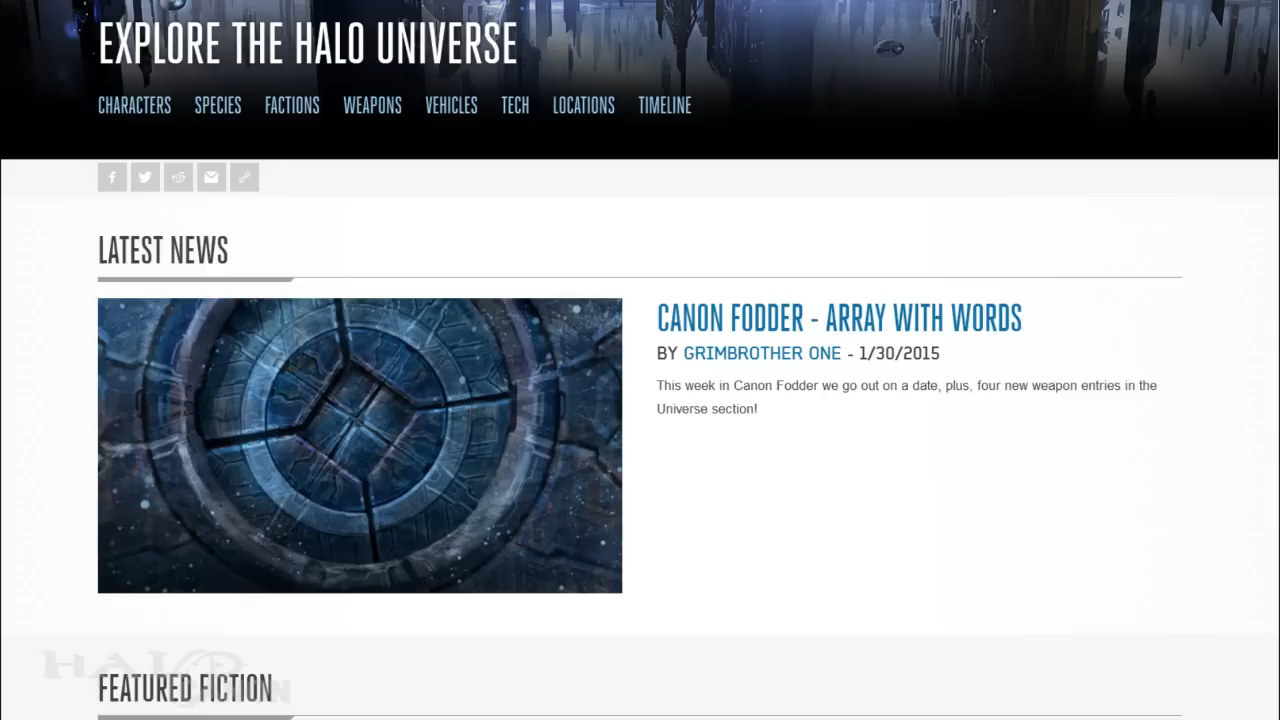 EXPLORE THE HALO UNIVERSE
CHARACTERS SPECIES FACTIONS WEAPONS VEHICLES TECH LOCATIONS TIMELINE
LATEST NEWS
CANON FODDER - ARRAY WITH WORDS
BY GRIMBROTHER ONE - 1/30/2015
This week in Canon Fodder we go out on a date, plus, four new weapon entries in the
Universe section!
HALO
FEATURED FICTION